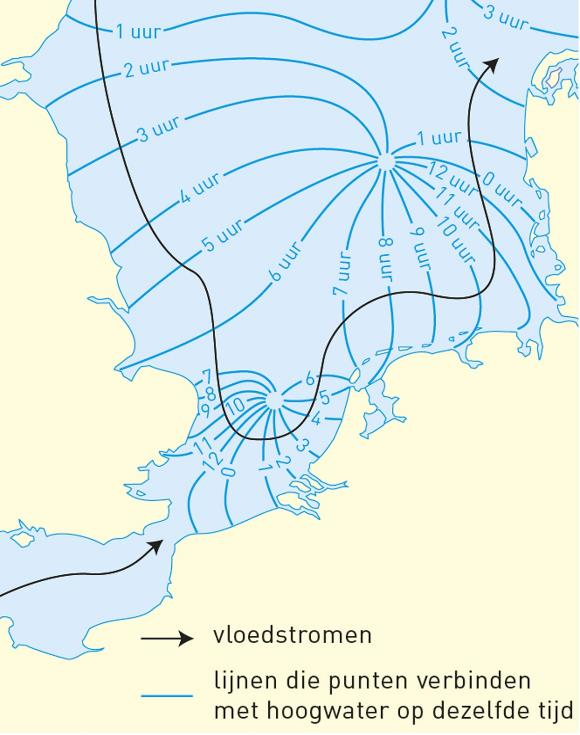 1 uur
3 uur
2 uur
2 uur
3 uur
1 uur
4 uur
12 uur
0 uur
11 uur
10 uur
5 uur
6 uur
7 uur
8 uur
9 uur
7
8
9
10
6
5
4
3
11
12
0
1
2
vloedstromen
lijnen die punten verbinden
met hoogwater op dezelfde tijd